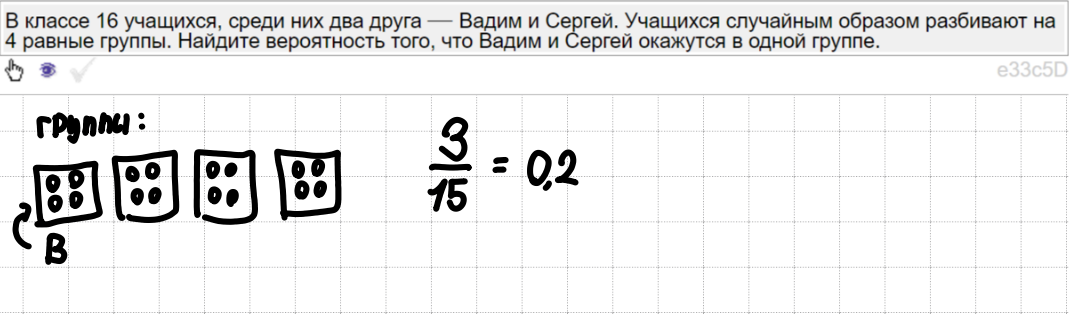 В классе 16 учащихся, среди них два друга — Вадим и Сергей. Учащихся случайным образом разбивают на
4 равные группы. Найдите вероятность того, что Вадим и Сергей окажутся в одной группе.
e33c5D
группы:
3
15
= 0,2
В